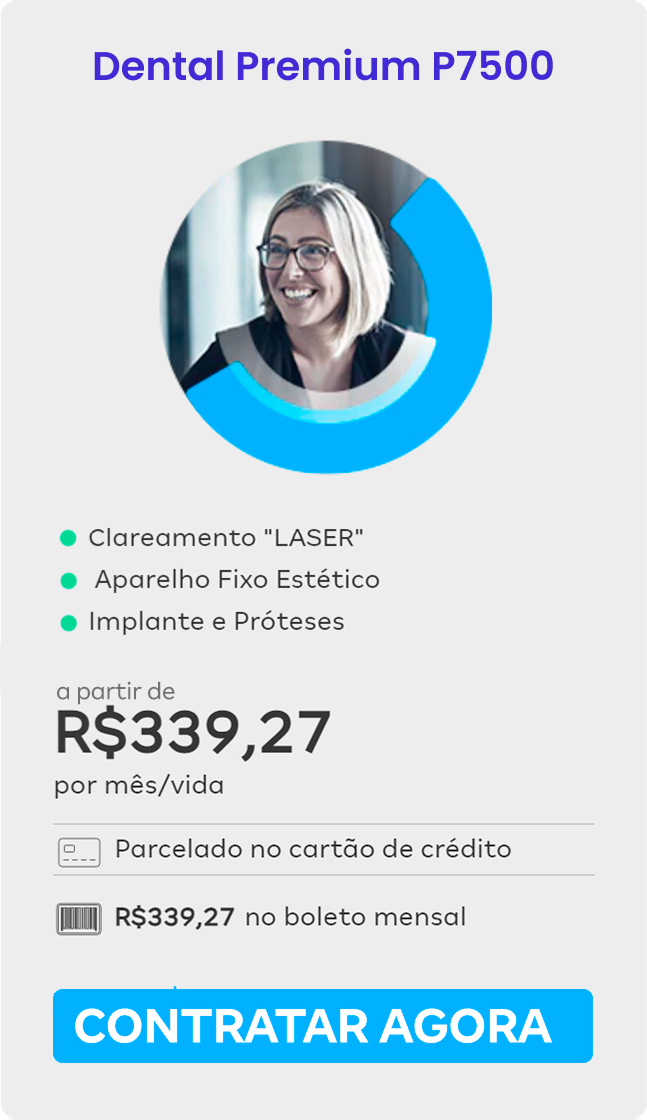 Dental Premium P7500
Clareamento "LASER"
Aparelho Fixo Estético
Implante e Próteses
a partir de
R$339,27
por mês/vida
Parcelado no cartão de crédito
R$339,27 no boleto mensal
CONTRATAR AGORA